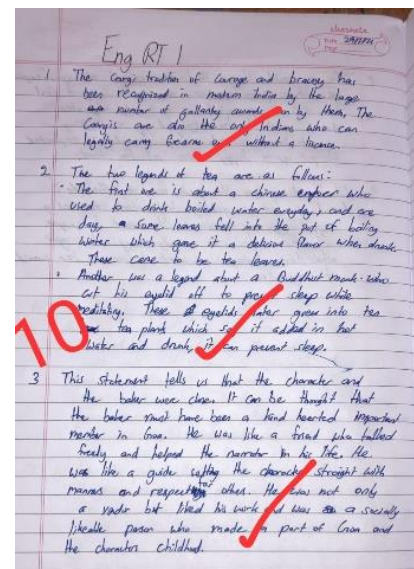 Eng RT 1
1 The Coorgi tradition of Courage and bravery has
been recognized in modern India by the large
number of gallantry awards won by them, The
Coorgis are also the only Indians who can
legally carry firearms without a licence.
2 The two legends of tea are as follows:
The first one is about a chinese who
used to drink boiled water everyday, and one
day, some leaves fell into the pot of boiling
water which gave it a delicious flavor when drunk.
These came to be tea leaves.
Another was a legend about a Buddhist monk who
cut his eyelid off to sleep while
meditating. These eyelids later grew into ten
tea plants which it added in hot
water and drunk, it can prevent sleep.
10
3 This statement tells us that the character and
the baker were close. It can be thought that
the baker must have been a kind hearted important
member in Goa. He was like a friend who talked
freely and helped the narrator in his life. He
was like a guide the character straight with
manners and respect for others. He was not only
a vador but liked his work and was a socially
likeable person who made part of Goa and
the characters childhood.